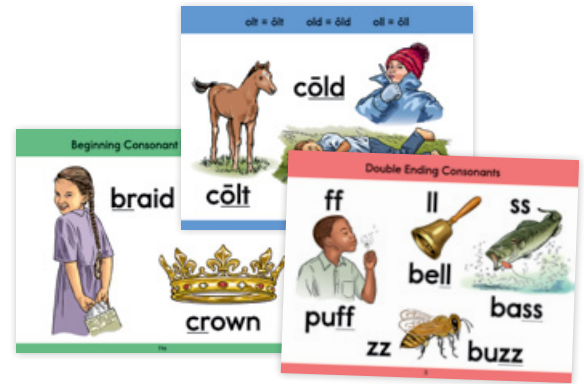 olt = ōlt   old = ōld   oll = ōll
cōld
cōlt
Beginning Consonant
braid
crown
Double Ending Consonants
ff   ll   ss
bell
puff
bass
zz
buzz